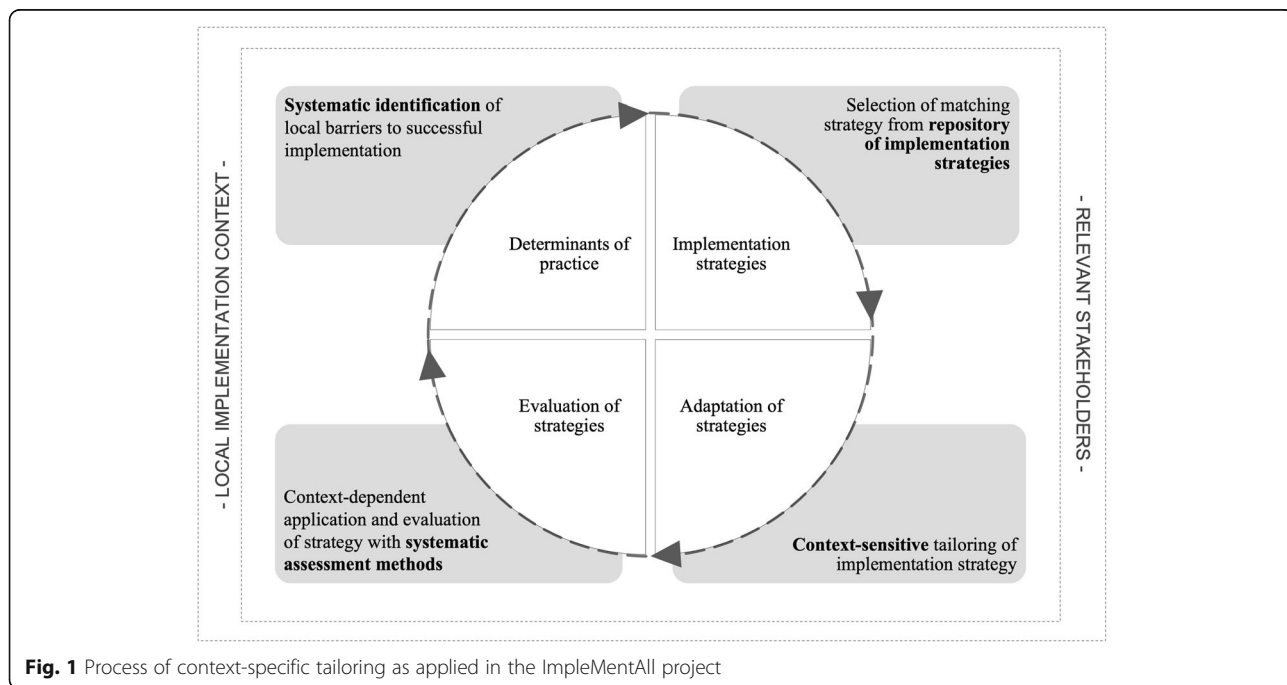 - LOCAL IMPLEMENTATION CONTEXT -
Systematic identification of
local barriers to successful
implementation
Selection of matching
strategy from repository
of implementation
strategies
- RELEVANT STAKEHOLDERS -
Determinants of
practice
Implementation
strategies
Evaluation of
strategies
Adaptation of
strategies
Context-dependent
application and evaluation
of strategy with systematic
assessment methods
Context-sensitive tailoring of
implementation strategy
Fig. 1 Process of context-specific tailoring as applied in the ImpleMentAll project